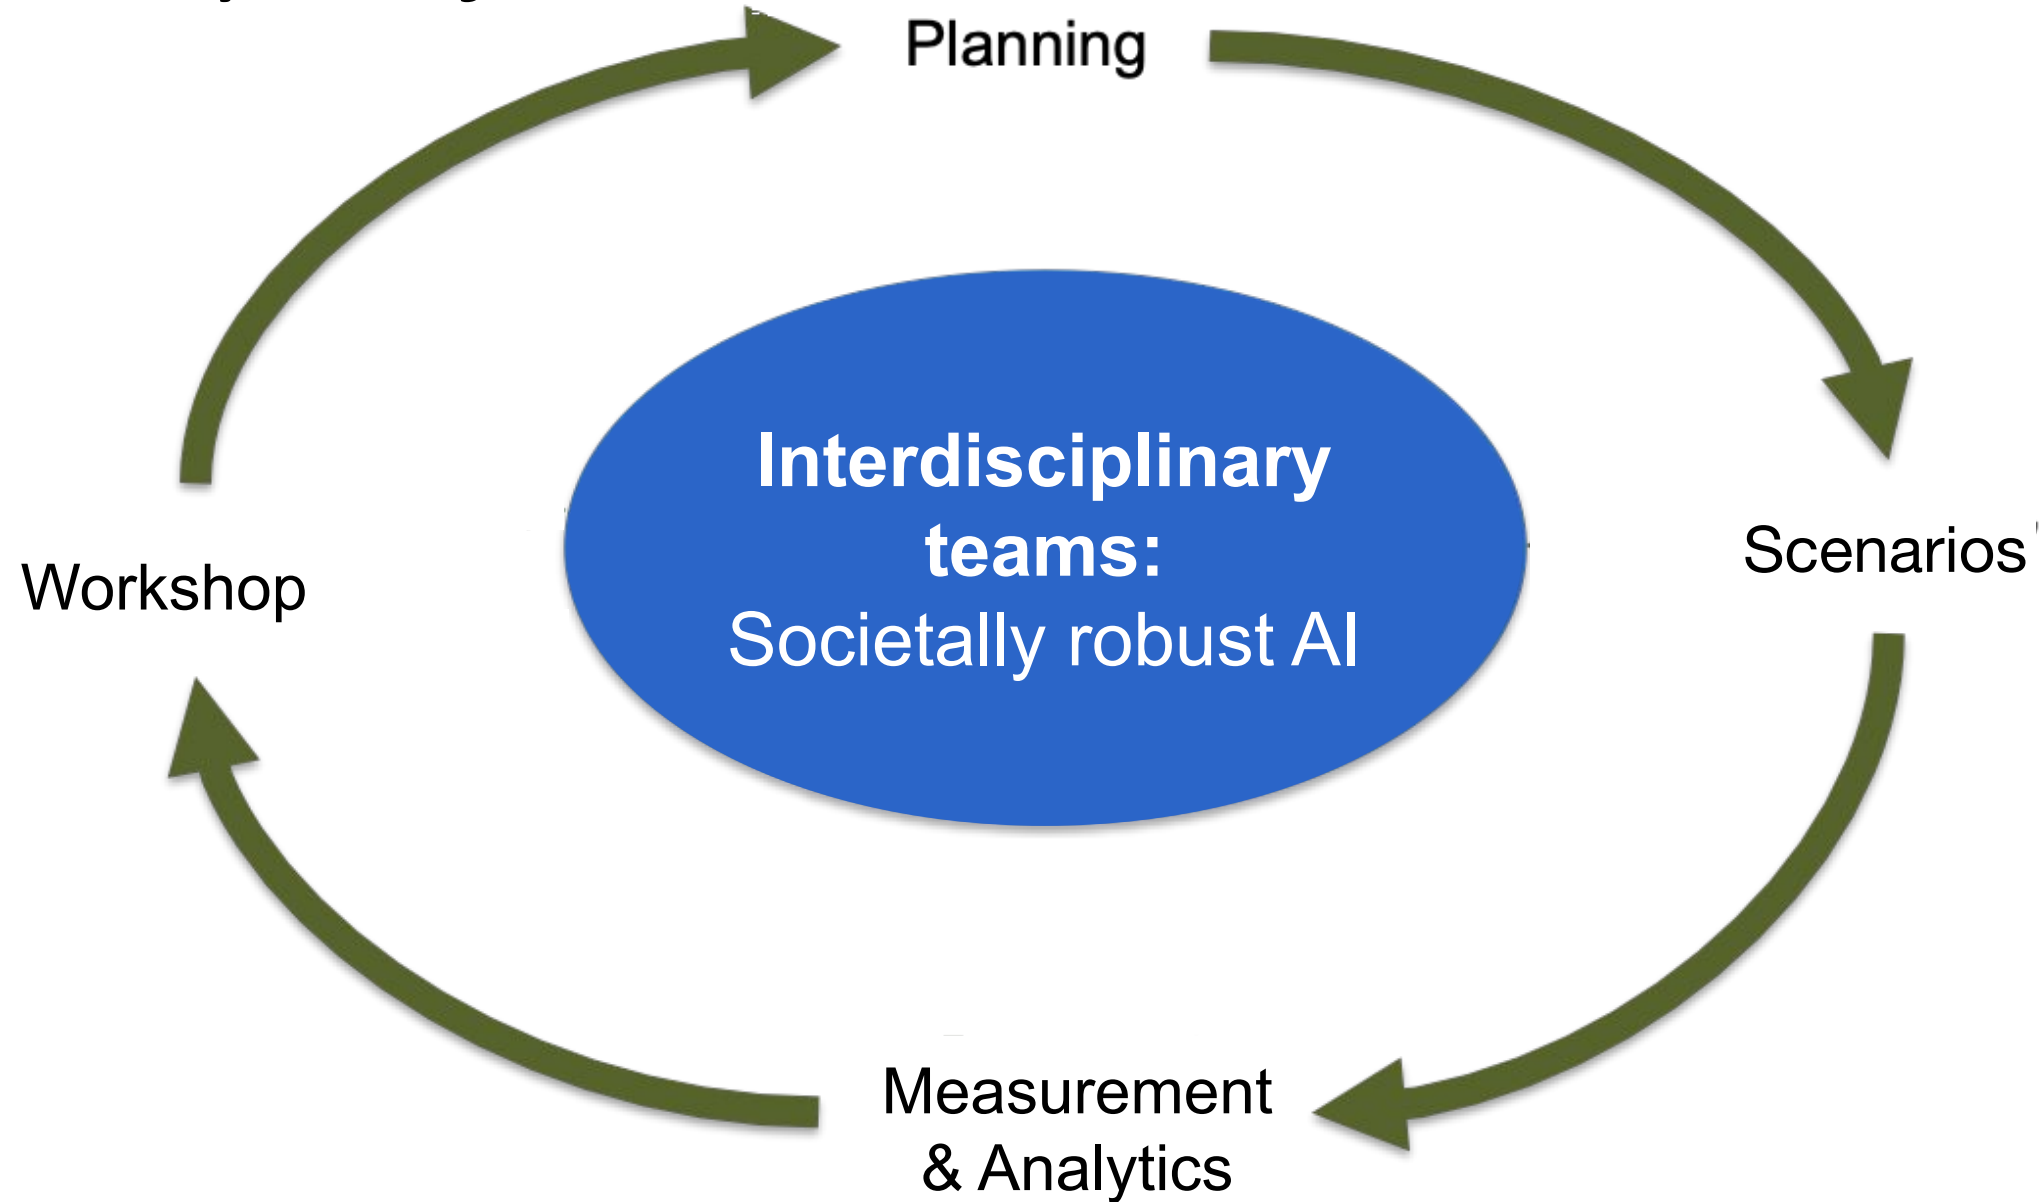 Planning
Interdisciplinary
teams:
Societally robust AI
Scenarios
Workshop
Measurement
& Analytics